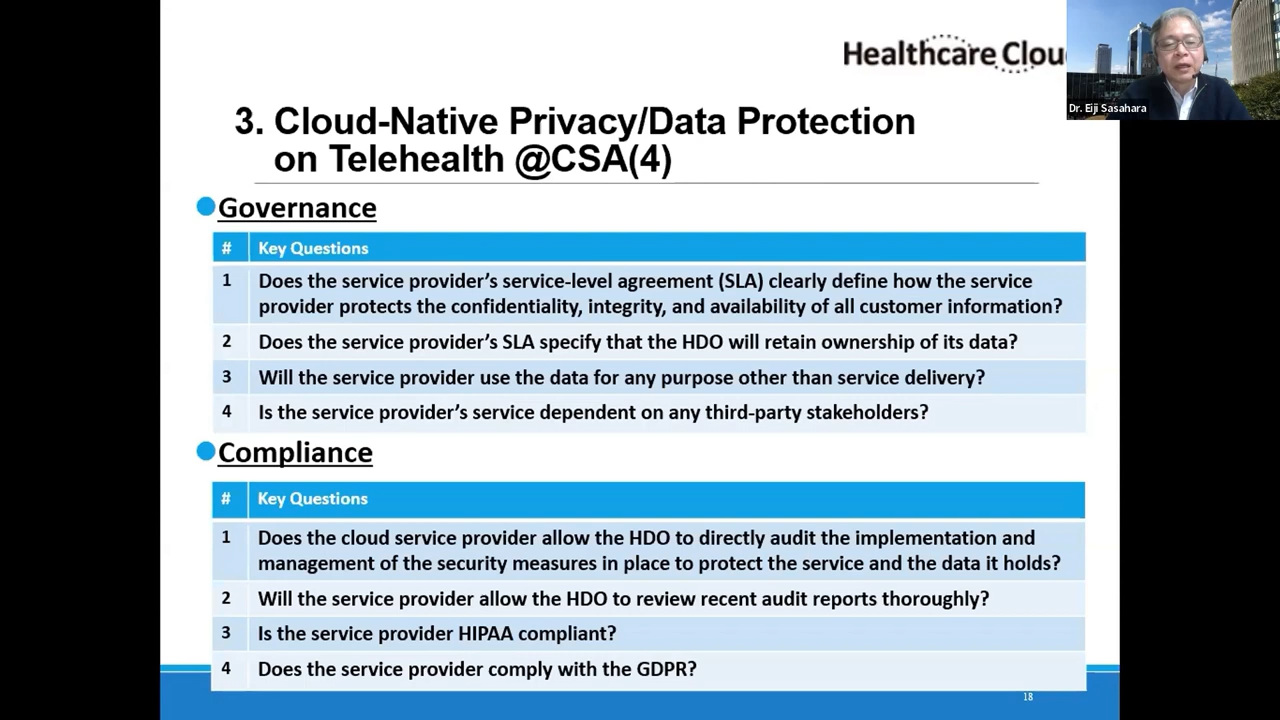 Healthcare Clou
Dr. Eiji Sasahara
3. Cloud-Native Privacy/Data Protection
on Telehealth @CSA(4)
Governance
# Key Questions
1 Does the service provider’s service-level agreement (SLA) clearly define how the service
provider protects the confidentiality, integrity, and availability of all customer information?
2 Does the service provider’s SLA specify that the HDO will retain ownership of its data?
3 Will the service provider use the data for any purpose other than service delivery?
4 Is the service provider’s service dependent on any third-party stakeholders?
Compliance
# Key Questions
1 Does the cloud service provider allow the HDO to directly audit the implementation and
management of the security measures in place to protect the service and the data it holds?
2 Will the service provider allow the HDO to review recent audit reports thoroughly?
3 Is the service provider HIPAA compliant?
4 Does the service provider comply with the GDPR?
18